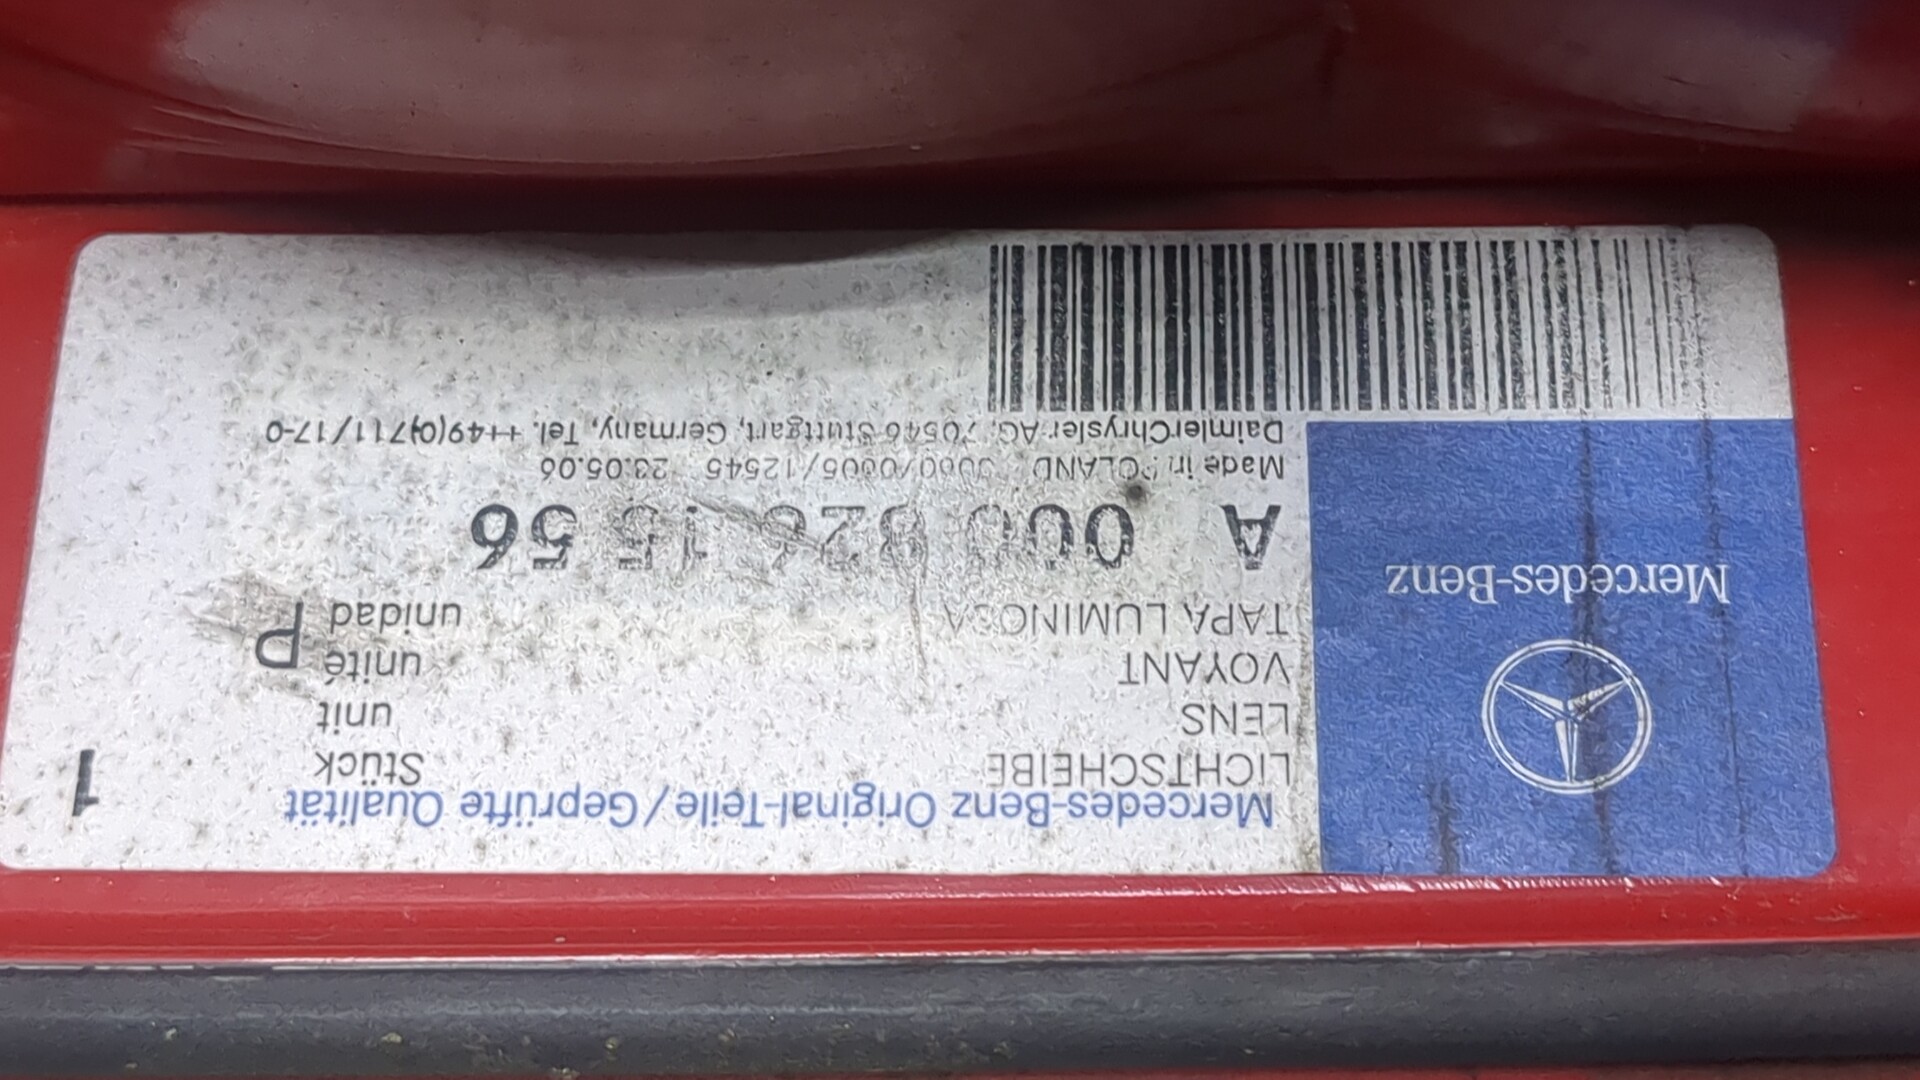 Mercedes-Benz Original-Teile / Geprüfte Qualität
LICHTSCHEIBE Stück 1
LENS unit
VOYANT unité P
TAPA LUMINOSA unidad
A 000 826 15 56
Made in POLAND /12545 23.05.06
DaimlerChrysler AG, 70546 Stuttgart, Germany, Tel. ++49(0)711/17-0
Mercedes-Benz